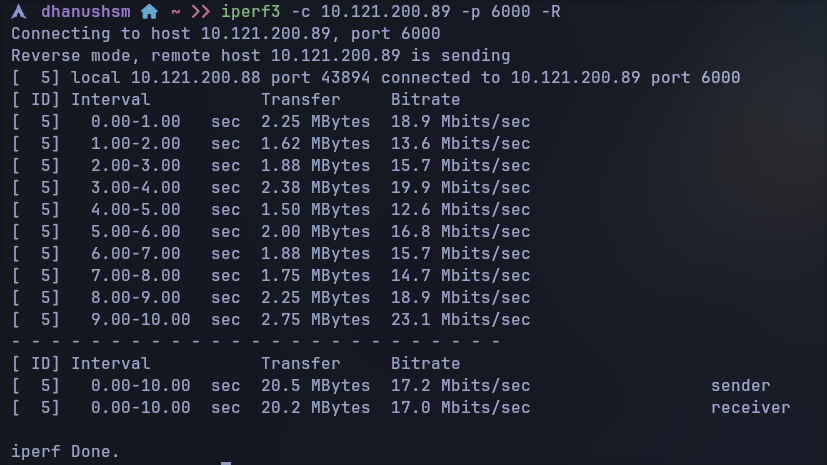 dhanushsm ~ >> iperf3 -c 10.121.200.89 -p 6000 -R
Connecting to host 10.121.200.89, port 6000
Reverse mode, remote host 10.121.200.89 is sending
[  5] local 10.121.200.88 port 43894 connected to 10.121.200.89 port 6000
[ ID] Interval           Transfer     Bitrate
[  5]   0.00-1.00   sec  2.25 MBytes  18.9 Mbits/sec
[  5]   1.00-2.00   sec  1.62 MBytes  13.6 Mbits/sec
[  5]   2.00-3.00   sec  1.88 MBytes  15.7 Mbits/sec
[  5]   3.00-4.00   sec  2.38 MBytes  19.9 Mbits/sec
[  5]   4.00-5.00   sec  1.50 MBytes  12.6 Mbits/sec
[  5]   5.00-6.00   sec  2.00 MBytes  16.8 Mbits/sec
[  5]   6.00-7.00   sec  1.88 MBytes  15.7 Mbits/sec
[  5]   7.00-8.00   sec  1.75 MBytes  14.7 Mbits/sec
[  5]   8.00-9.00   sec  2.25 MBytes  18.9 Mbits/sec
[  5]   9.00-10.00  sec  2.75 MBytes  23.1 Mbits/sec
- - - - - - - - - - - - - - - - - - - - - - - - -
[ ID] Interval           Transfer     Bitrate
[  5]   0.00-10.00  sec  20.5 MBytes  17.2 Mbits/sec                  sender
[  5]   0.00-10.00  sec  20.2 MBytes  17.0 Mbits/sec                  receiver
iperf Done.